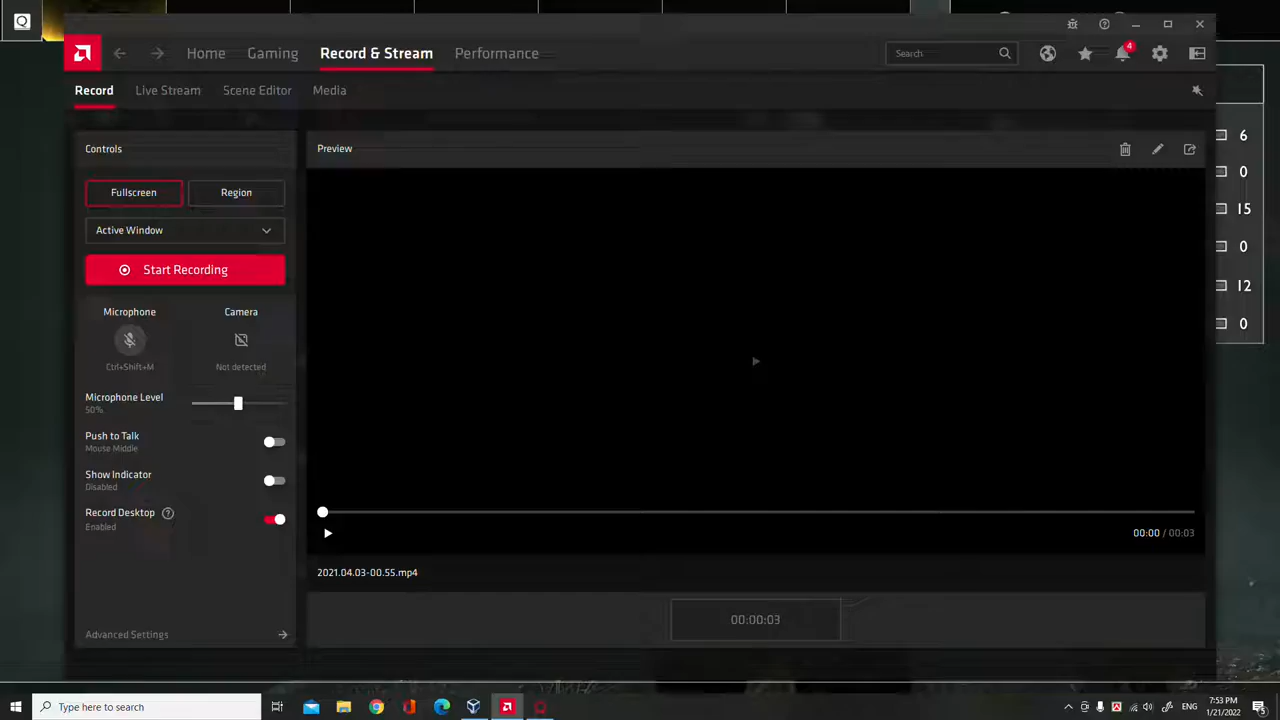 Q
Home Gaming Record & Stream Performance
Search
4
Record Live Stream Scene Editor Media
Controls
Preview
Fullscreen Region
Active Window
Start Recording
Microphone Camera
Ctrl+Shift+M Not detected
Microphone Level
50%
Push to Talk
Mouse Middle
Show Indicator
Disabled
Record Desktop ?
Enabled
00:00 / 00:03
2021.04.03-00.55.mp4
00:00:03
Advanced Settings
6
0
15
0
12
0
Type here to search
ENG
7:53 PM
1/21/2022
5